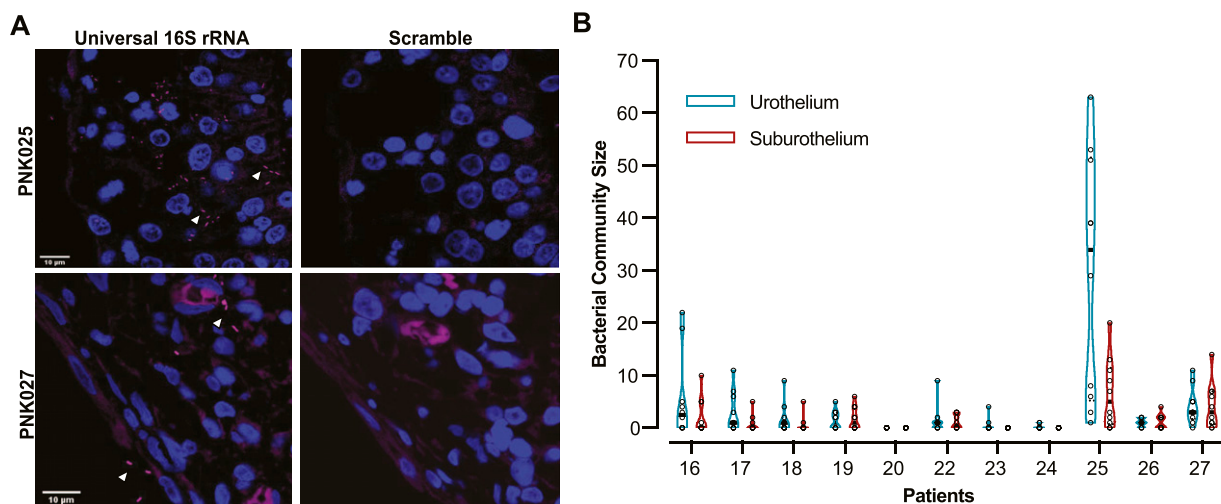 A
Universal 16S rRNA
Scramble
PNK025
10 µm
PNK027
10 µm
B
Bacterial Community Size
70
60
50
40
30
20
10
0
Urothelium
Suburothelium
16 17 18 19 20 22 23 24 25 26 27
Patients